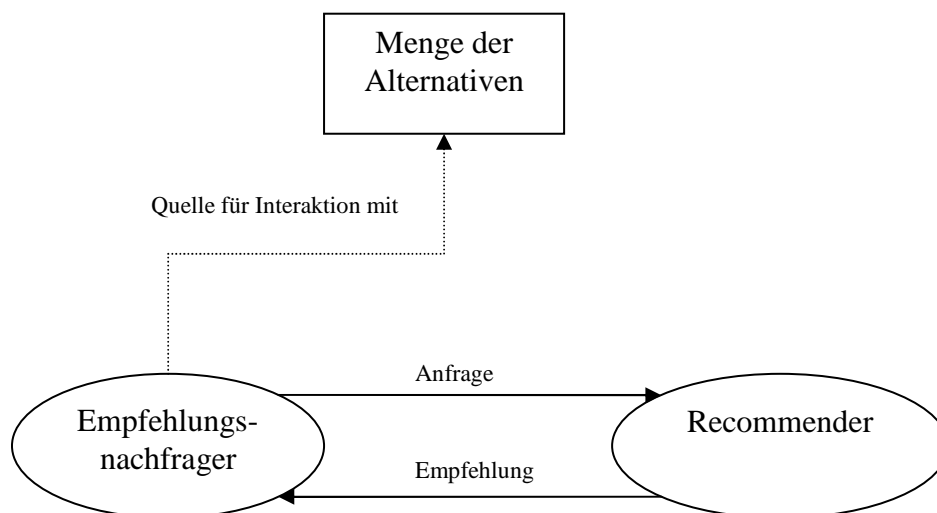 Menge der
Alternativen
Quelle für Interaktion mit
Anfrage
Empfehlungs-
nachfrager
Recommender
Empfehlung